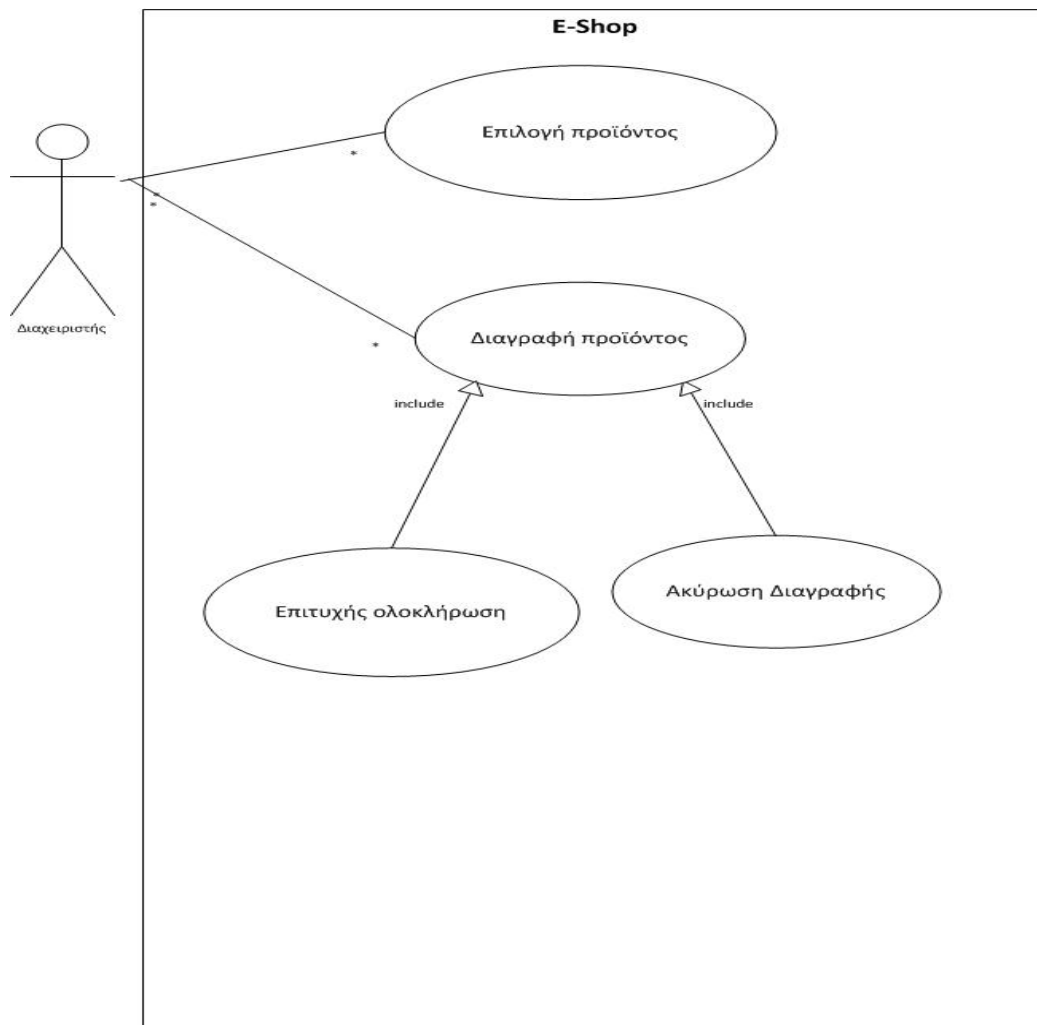 E-Shop
Επιλογή προϊόντος
*
*
*
Διαχειριστής
Διαγραφή προϊόντος
*
include
include
Επιτυχής ολοκλήρωση
Ακύρωση Διαγραφής